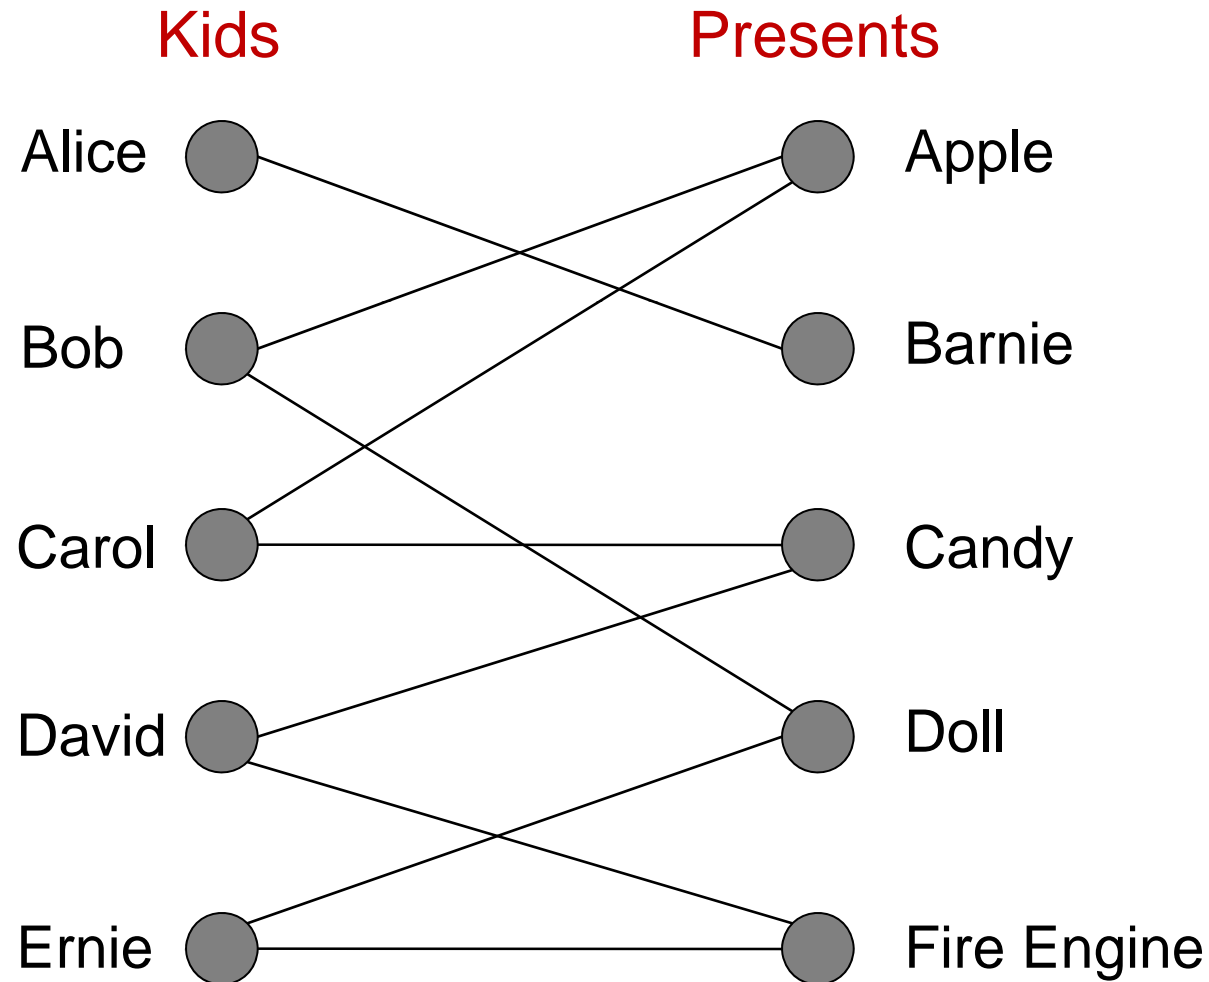 Kids Presents
Alice Apple
Bob Barnie
Carol Candy
David Doll
Ernie Fire Engine